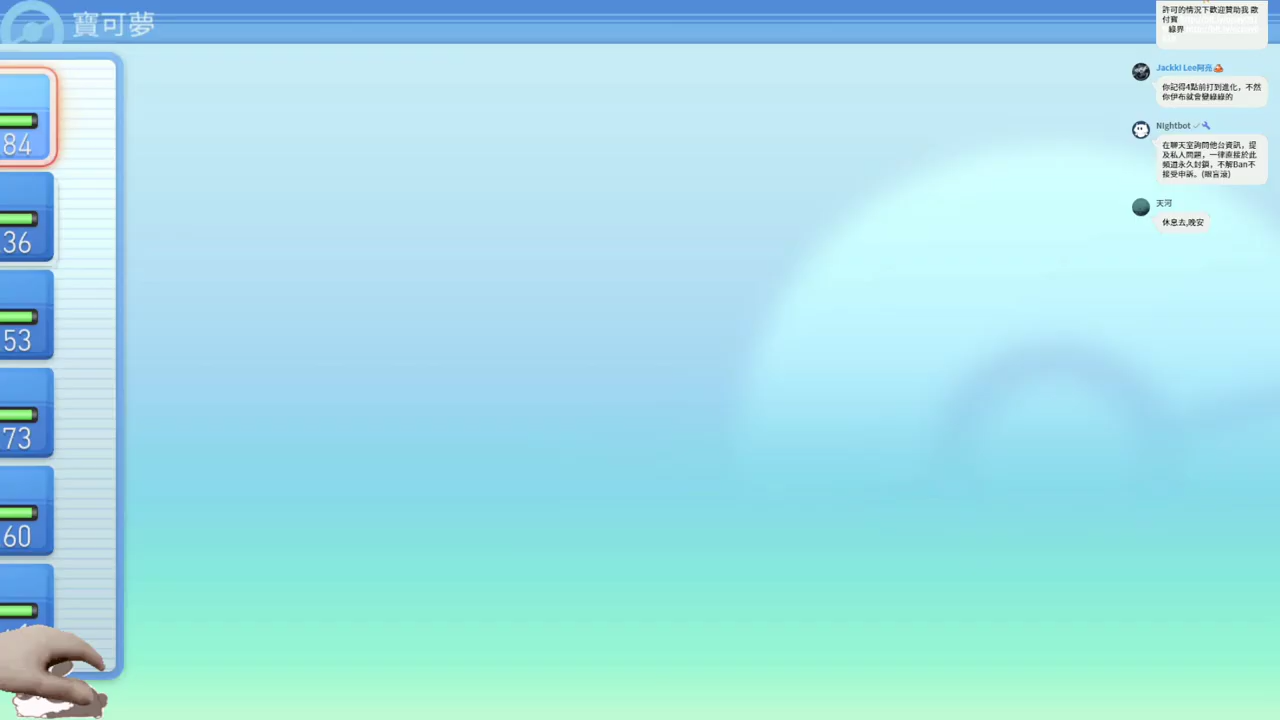 寶可夢
84
36
53
73
60
許可的情況下歡迎贊助我 歐
付寶
綠界
Jackki Lee阿亮
你記得4點前打到進化，不然
你伊布就會變綠綠的
Nightbot
在聊天室詢問他台資訊，提
及私人問題，一律直接於此
頻道永久封鎖，不解Ban不
接受申訴。(眼盲滾)
天河
休息去,晚安